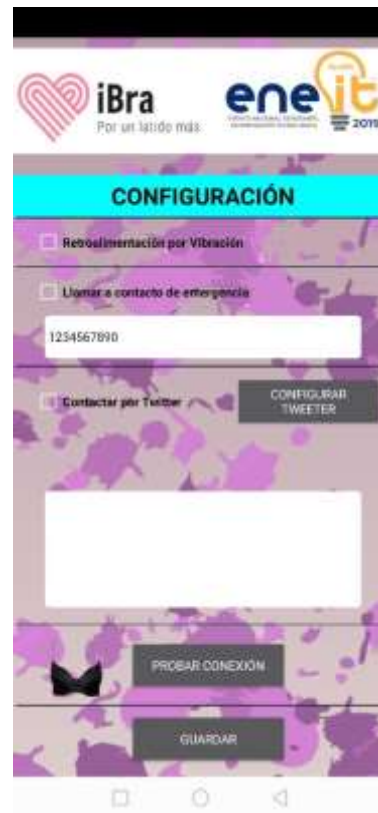 iBra
Por un latido más
eneit
2019
CONFIGURACIÓN
Retroalimentación por Vibración
Llamar a contacto de emergencia
1234567890
Contactar por Twitter
CONFIGURAR
TWEETER
PROBAR CONEXIÓN
GUARDAR